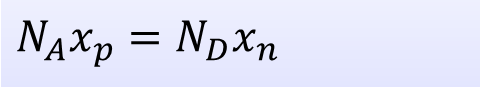 N_A x_p = N_D x_n